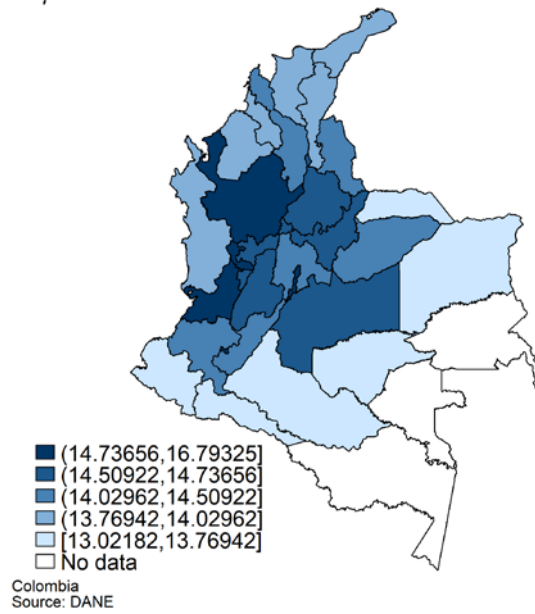 (14.73656,16.79325]
(14.50922,14.73656]
(14.02962,14.50922]
(13.76942,14.02962]
[13.02182,13.76942]
No data
Colombia
Source: DANE